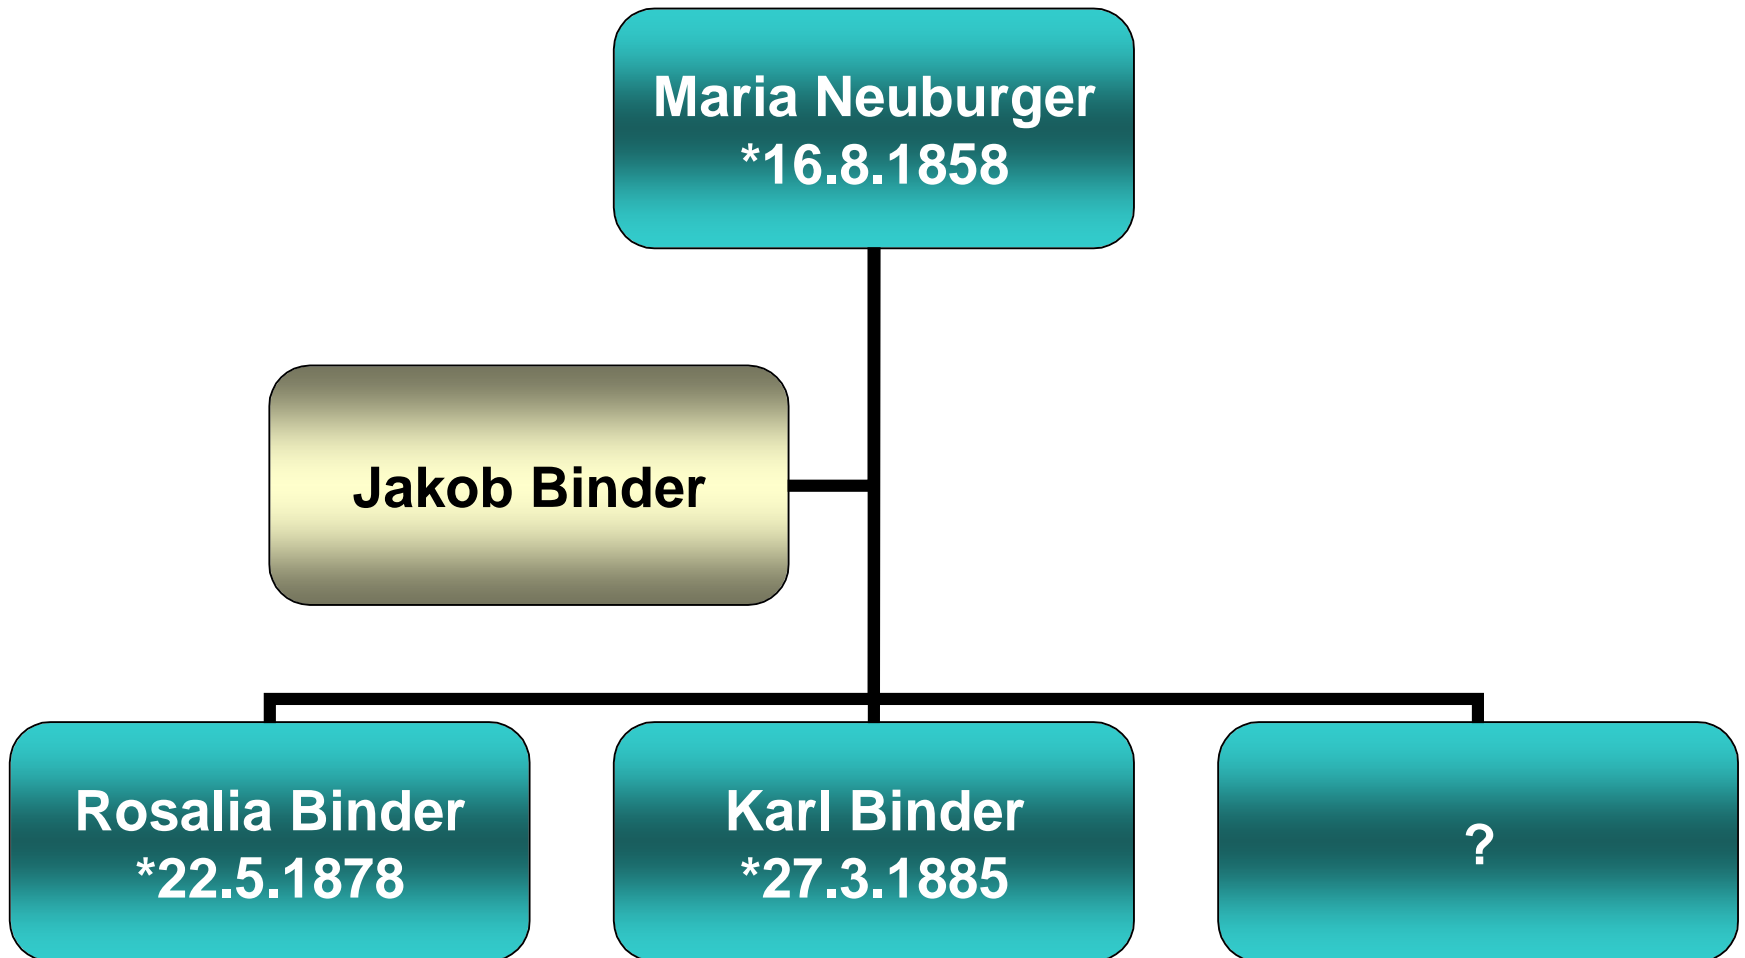 Maria Neuburger
*16.8.1858
Jakob Binder
Rosalia Binder
*22.5.1878
Karl Binder
*27.3.1885
?